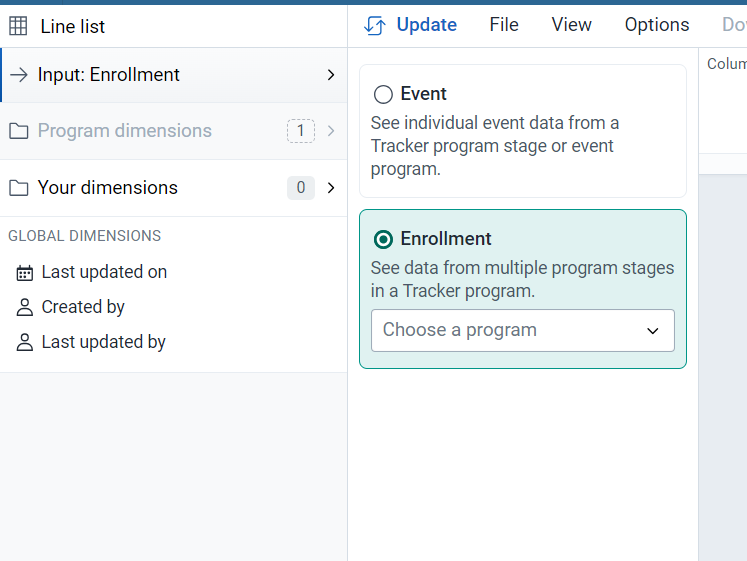 Line list
Update File View Options
Input: Enrollment
Program dimensions 1
Your dimensions 0
GLOBAL DIMENSIONS
Last updated on
Created by
Last updated by
Event
See individual event data from a
Tracker program stage or event
program.
Enrollment
See data from multiple program stages
in a Tracker program.
Choose a program